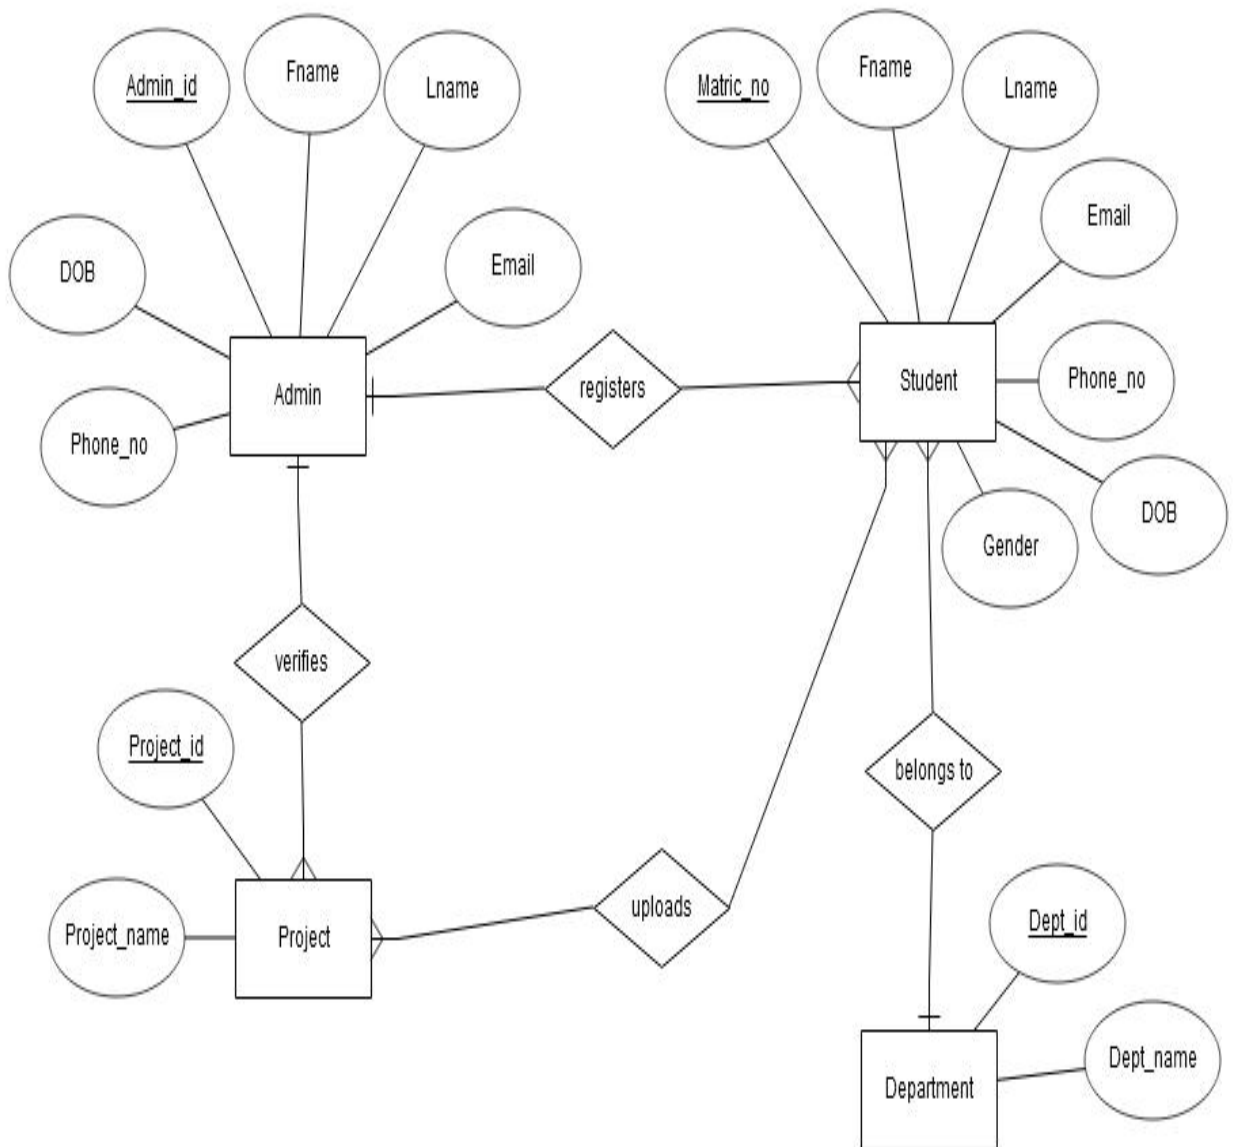 Admin_id
Fname
Lname
Matric_no
Fname
Lname
DOB
Email
Email
Admin
registers
Student
Phone_no
Phone_no
DOB
Gender
verifies
Project_id
belongs to
Project_name
Project
uploads
Dept_id
Department
Dept_name